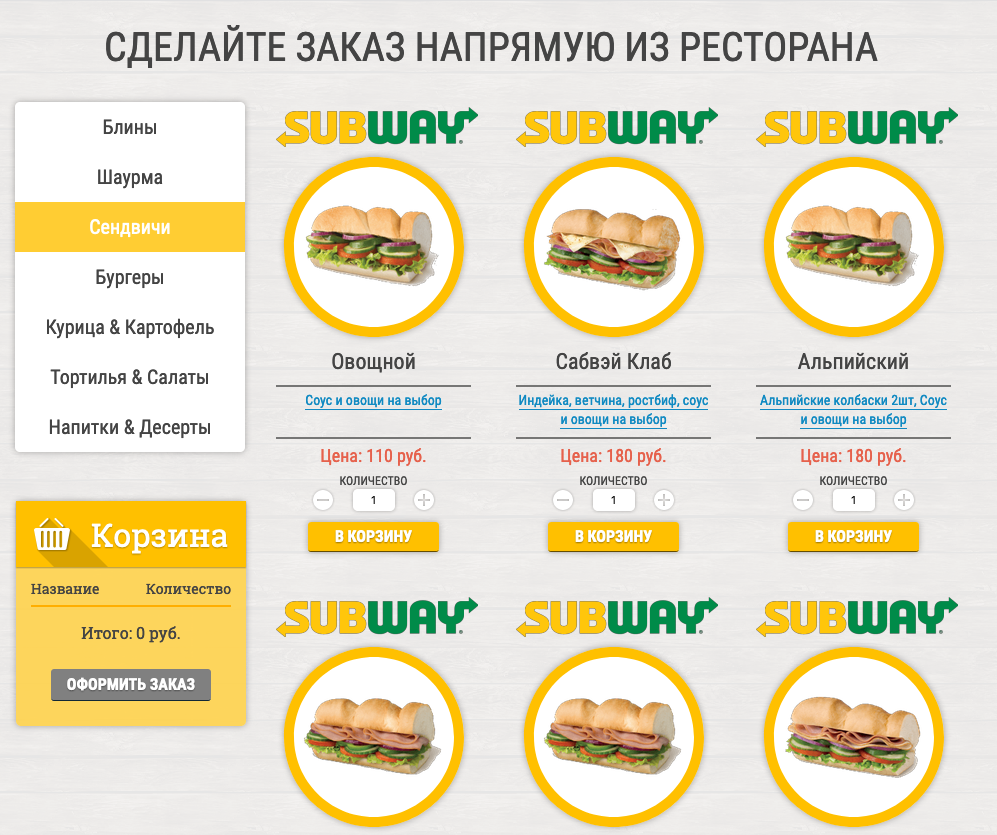 СДЕЛАЙТЕ ЗАКАЗ НАПРЯМУЮ ИЗ РЕСТОРАНА
Блины
Шаурма
Сендвичи
Бургеры
Курица & Картофель
Тортилья & Салаты
Напитки & Десерты
Корзина
Название Количество
Итого: 0 руб.
ОФОРМИТЬ ЗАКАЗ
SUBWAY
Овощной
Соус и овощи на выбор
Цена: 110 руб.
КОЛИЧЕСТВО
1
В КОРЗИНУ
SUBWAY
Сабвэй Клаб
Индейка, ветчина, ростбиф, соус
и овощи на выбор
Цена: 180 руб.
КОЛИЧЕСТВО
1
В КОРЗИНУ
SUBWAY
Альпийский
Альпийские колбаски 2шт, Соус
и овощи на выбор
Цена: 180 руб.
КОЛИЧЕСТВО
1
В КОРЗИНУ
SUBWAY
SUBWAY
SUBWAY